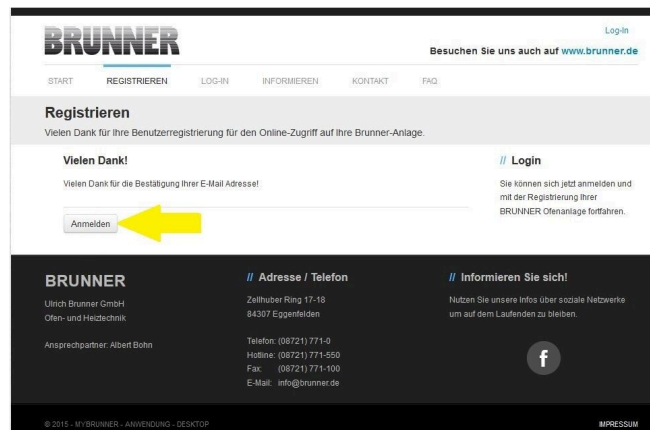 Log-In
BRUNNER
Besuchen Sie uns auch auf www.brunner.de
START REGISTRIEREN LOG-IN INFORMIEREN KONTAKT FAQ
Registrieren
Vielen Dank für Ihre Benutzerregistrierung für den Online-Zugriff auf Ihre Brunner-Anlage.
Vielen Dank!
Vielen Dank für die Bestätigung Ihrer E-Mail Adresse!
Anmelden
// Login
Sie können sich jetzt anmelden und
mit der Registrierung Ihrer
BRUNNER Ofenanlage fortfahren.
BRUNNER
Ulrich Brunner GmbH
Ofen- und Heiztechnik
Ansprechpartner: Albert Bohn
// Adresse / Telefon
Zellhuber Ring 17-18
84307 Eggenfelden
Telefon: (08721) 771-0
Hotline: (08721) 771-550
Fax: (08721) 771-100
E-Mail: info@brunner.de
// Informieren Sie sich!
Nutzen Sie unsere Infos über soziale Netzwerke
um auf dem Laufenden zu bleiben.
f
© 2015 - MYBRUNNER - ANWENDUNG - DESKTOP
IMPRESSUM